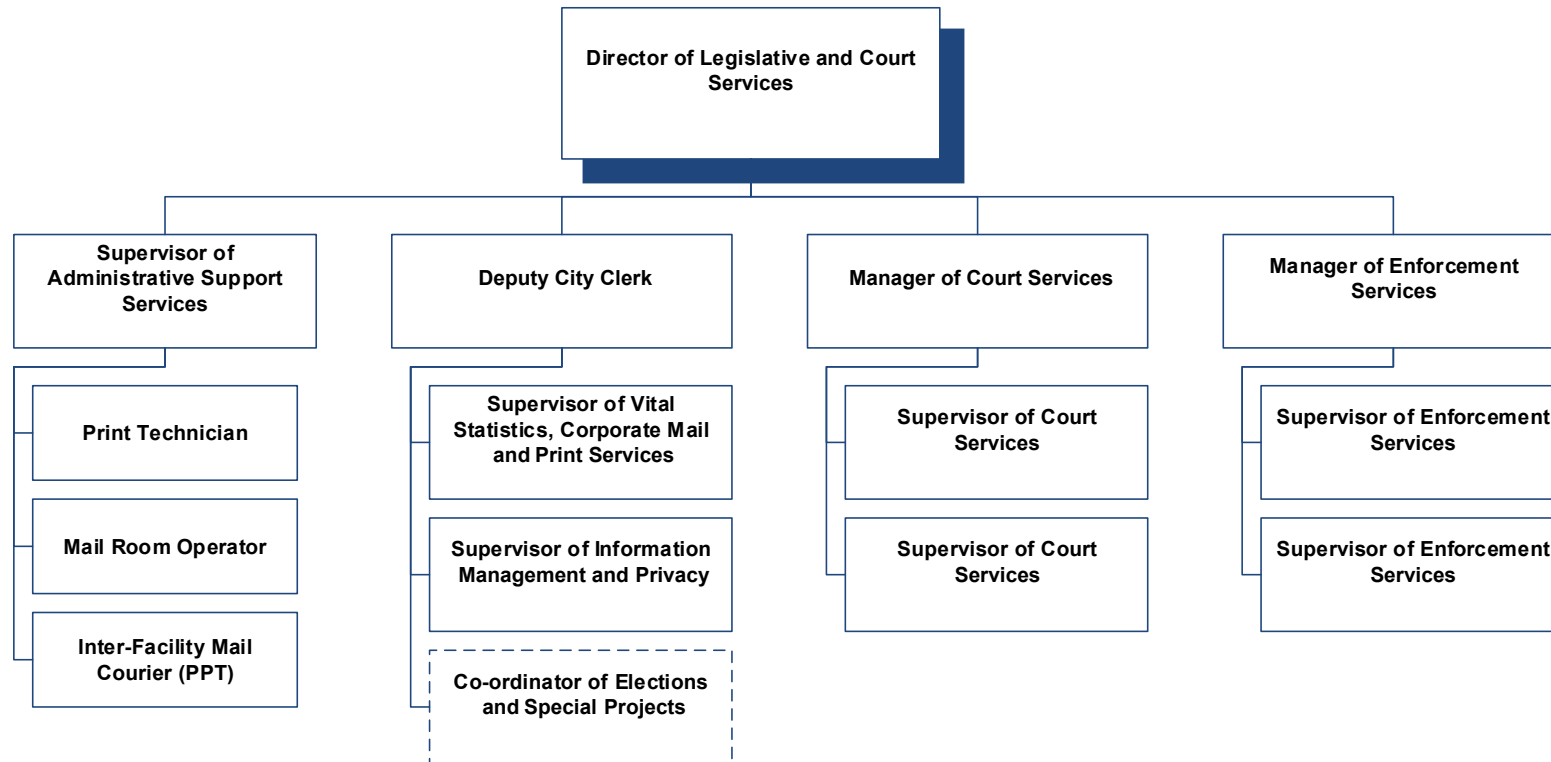 Director of Legislative and Court
Services
Supervisor of
Administrative Support
Services
Print Technician
Mail Room Operator
Inter-Facility Mail
Courier (PPT)
Deputy City Clerk
Supervisor of Vital
Statistics, Corporate Mail
and Print Services
Supervisor of Information
Management and Privacy
Co-ordinator of Elections
and Special Projects
Manager of Court Services
Supervisor of Court
Services
Supervisor of Court
Services
Manager of Enforcement
Services
Supervisor of Enforcement
Services
Supervisor of Enforcement
Services